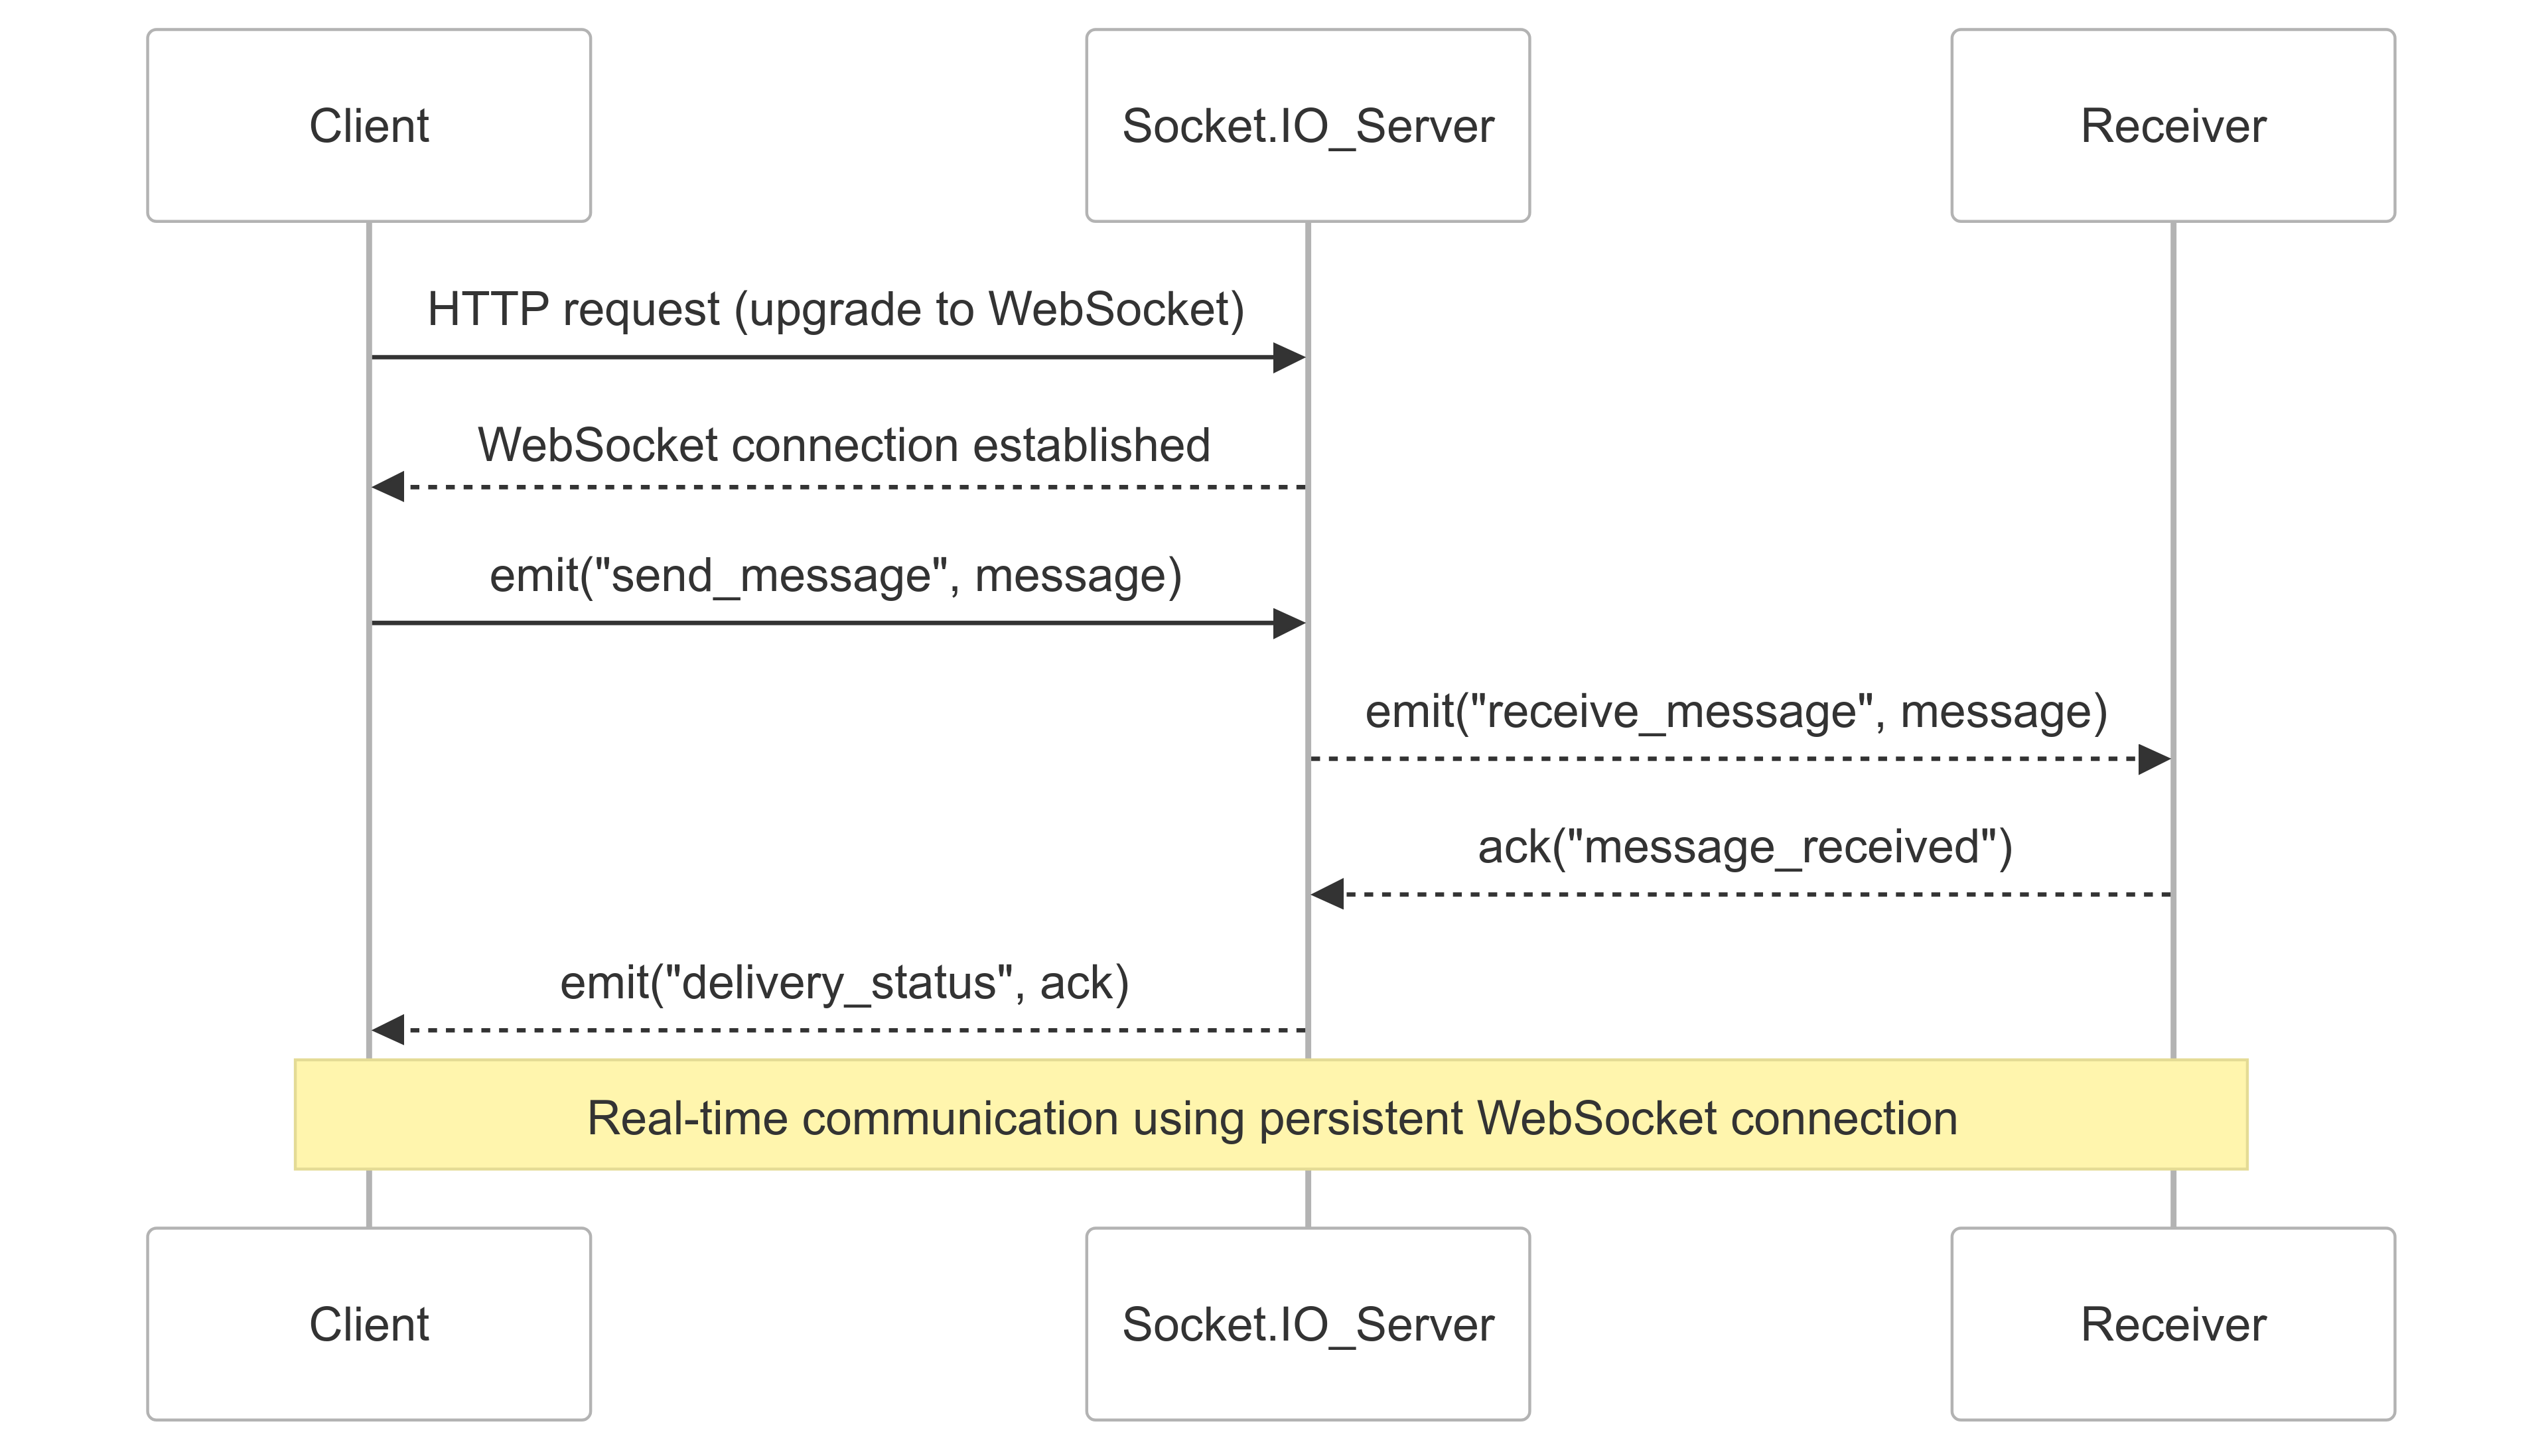 Client
Socket.IO_Server
Receiver
HTTP request (upgrade to WebSocket)
WebSocket connection established
emit("send_message", message)
emit("receive_message", message)
ack("message_received")
emit("delivery_status", ack)
Real-time communication using persistent WebSocket connection
Client
Socket.IO_Server
Receiver